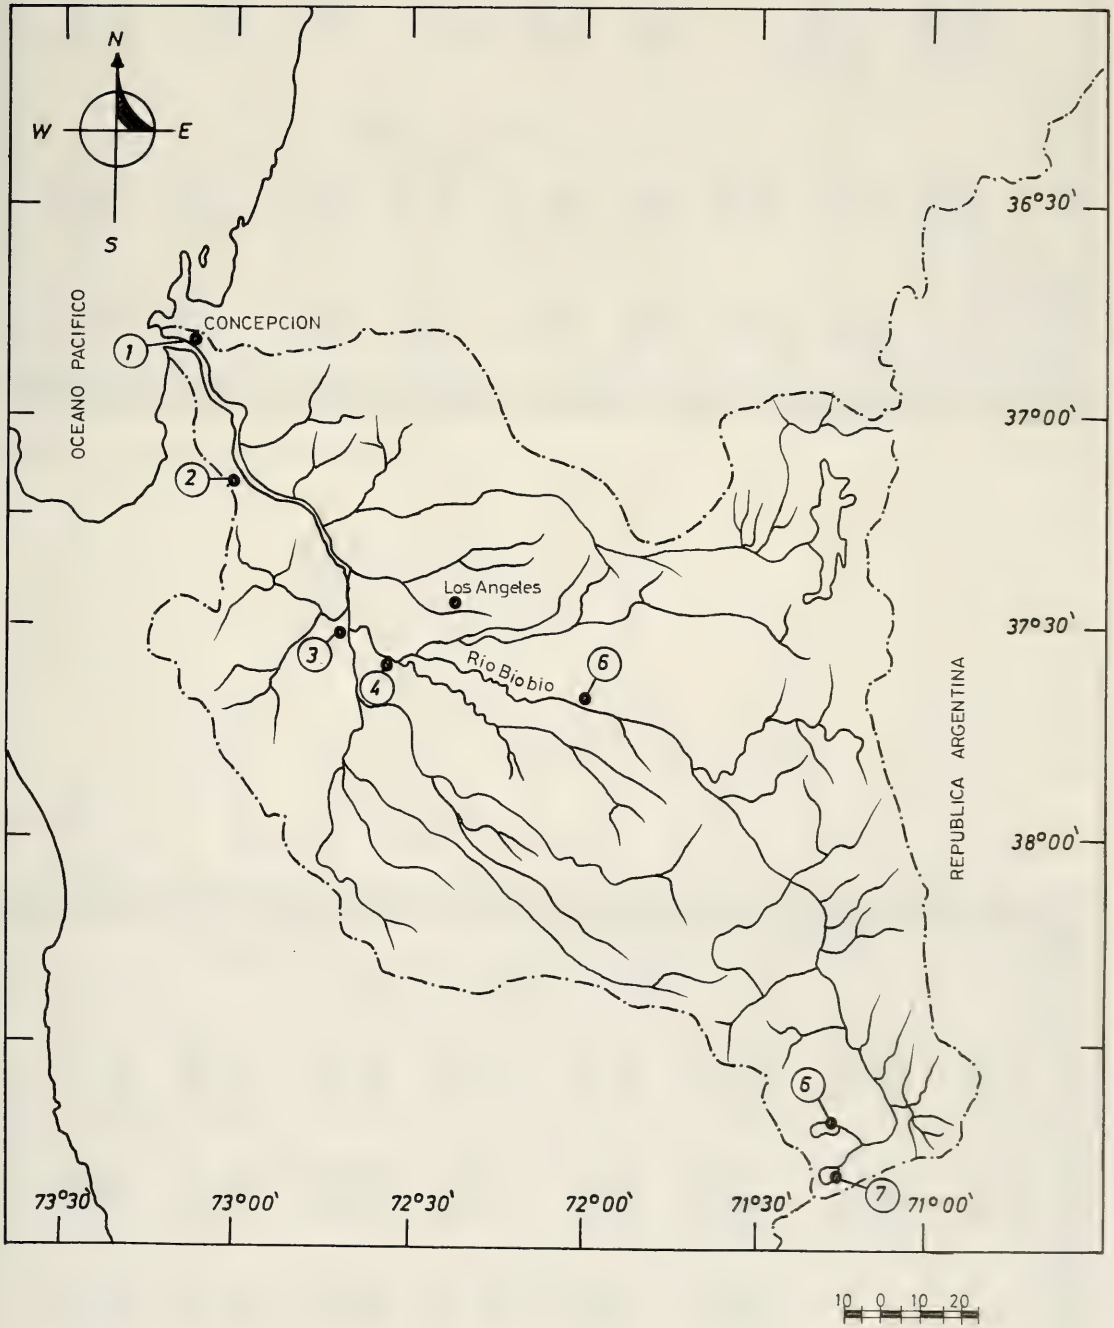 N
W E
S
36°30'
OCEANO PACIFICO
CONCEPCION
1
37°00'
2
Los Angeles
37°30'
3
4
Rio Biobio
6
REPUBLICA ARGENTINA
38°00'
6
7
73°30' 73°00' 72°30' 72°00' 71°30' 71°00'
10 0 10 20